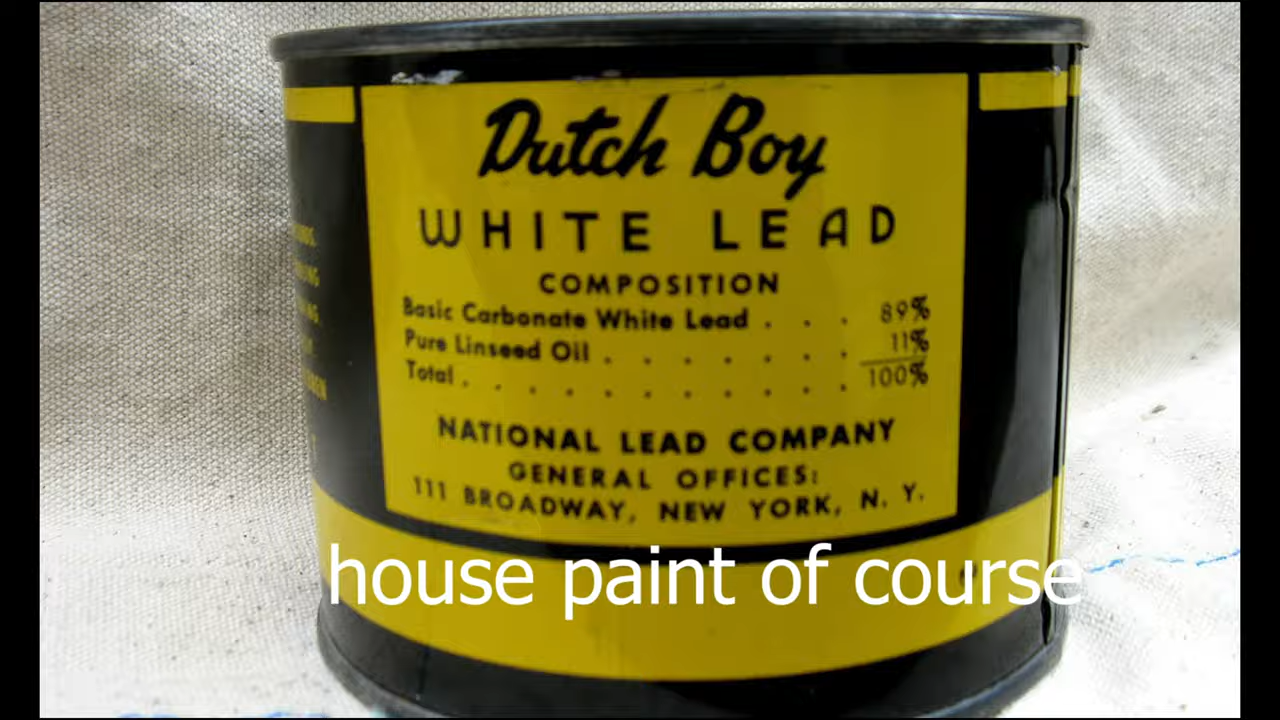 Dutch Boy
WHITE LEAD
COMPOSITION
Basic Carbonate White Lead . . . 89%
Pure Linseed Oil . . . . . . . 11%
Total . . . . . . . . . . . 100%
NATIONAL LEAD COMPANY
GENERAL OFFICES:
111 BROADWAY, NEW YORK, N. Y.
house paint of course